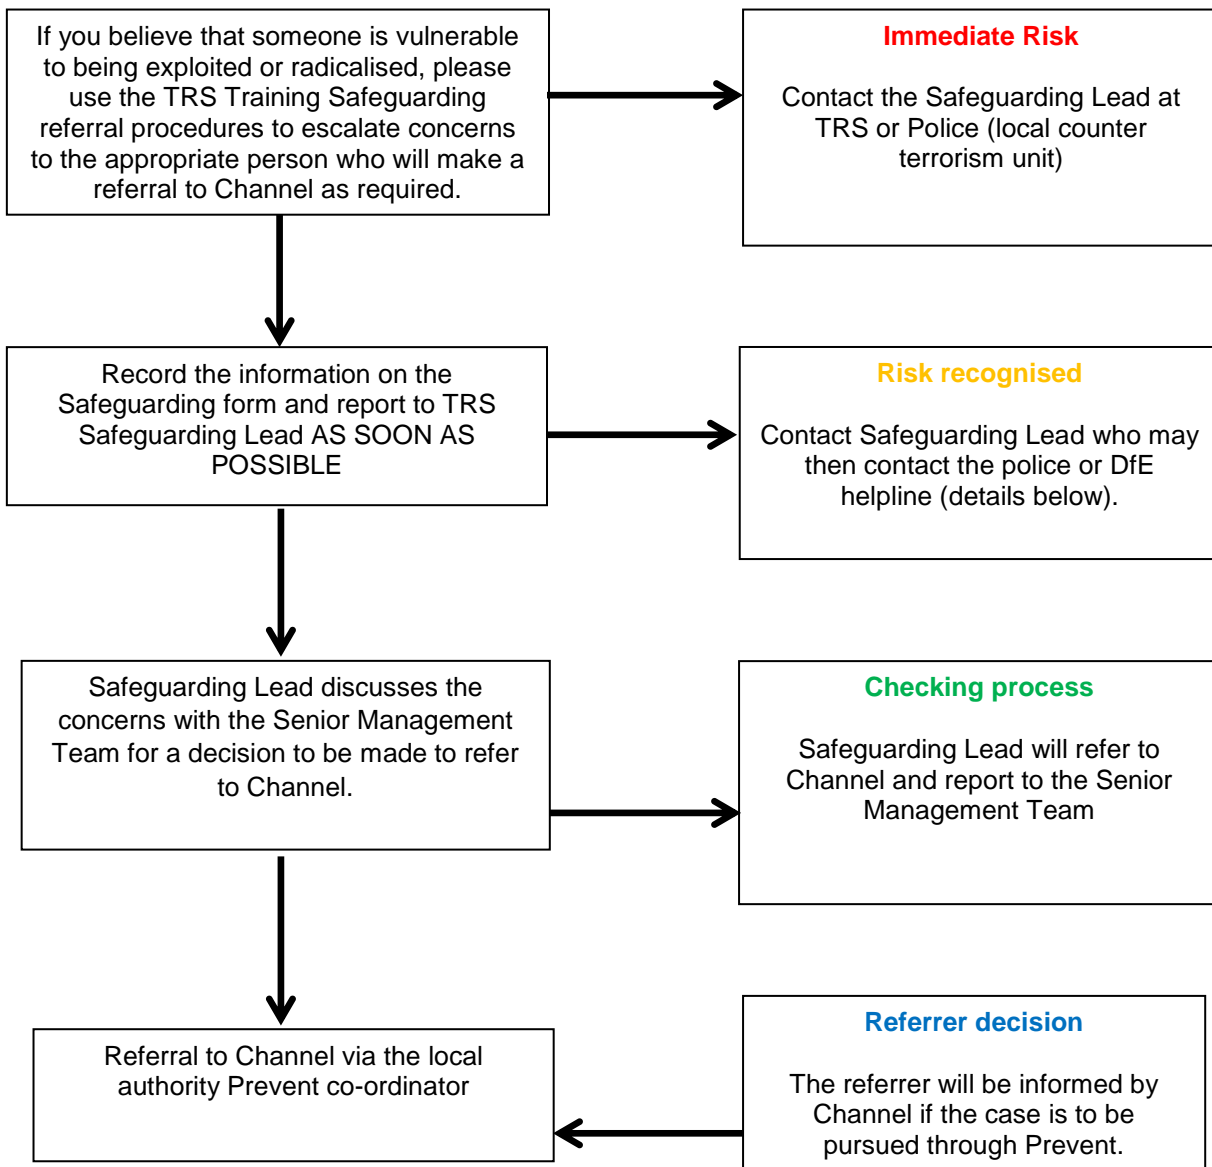 If you believe that someone is vulnerable
to being exploited or radicalised, please
use the TRS Training Safeguarding
referral procedures to escalate concerns
to the appropriate person who will make a
referral to Channel as required.
Immediate Risk
Contact the Safeguarding Lead at
TRS or Police (local counter
terrorism unit)
Record the information on the
Safeguarding form and report to TRS
Safeguarding Lead AS SOON AS
POSSIBLE
Risk recognised
Contact Safeguarding Lead who may
then contact the police or DfE
helpline (details below).
Safeguarding Lead discusses the
concerns with the Senior Management
Team for a decision to be made to refer
to Channel.
Checking process
Safeguarding Lead will refer to
Channel and report to the Senior
Management Team
Referral to Channel via the local
authority Prevent co-ordinator
Referrer decision
The referrer will be informed by
Channel if the case is to be
pursued through Prevent.